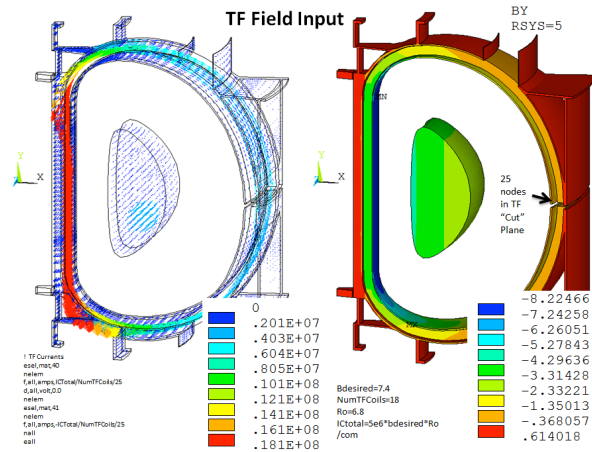 TF Field Input
BY
RSYS=5
Y
X
Y
X
MN
MX
25
nodes
in TF
“Cut”
Plane
! TF Currents
esel,mat,40
nelem
f,all,amps,ICTotal/NumTFCoils/25
d,all,volt,0.0
nelem
esel,mat,41
nelem
f,all,amps,-ICTotal/NumTFCoils/25
nall
eall
0
.201E+07
.403E+07
.604E+07
.805E+07
.101E+08
.121E+08
.141E+08
.161E+08
.181E+08
Bdesired=7.4
NumTFCoils=18
Ro=6.8
ICtotal=5e6*bdesired*Ro
/com
-8.22466
-7.24258
-6.26051
-5.27843
-4.29636
-3.31428
-2.33221
-1.35013
-.368057
.614018